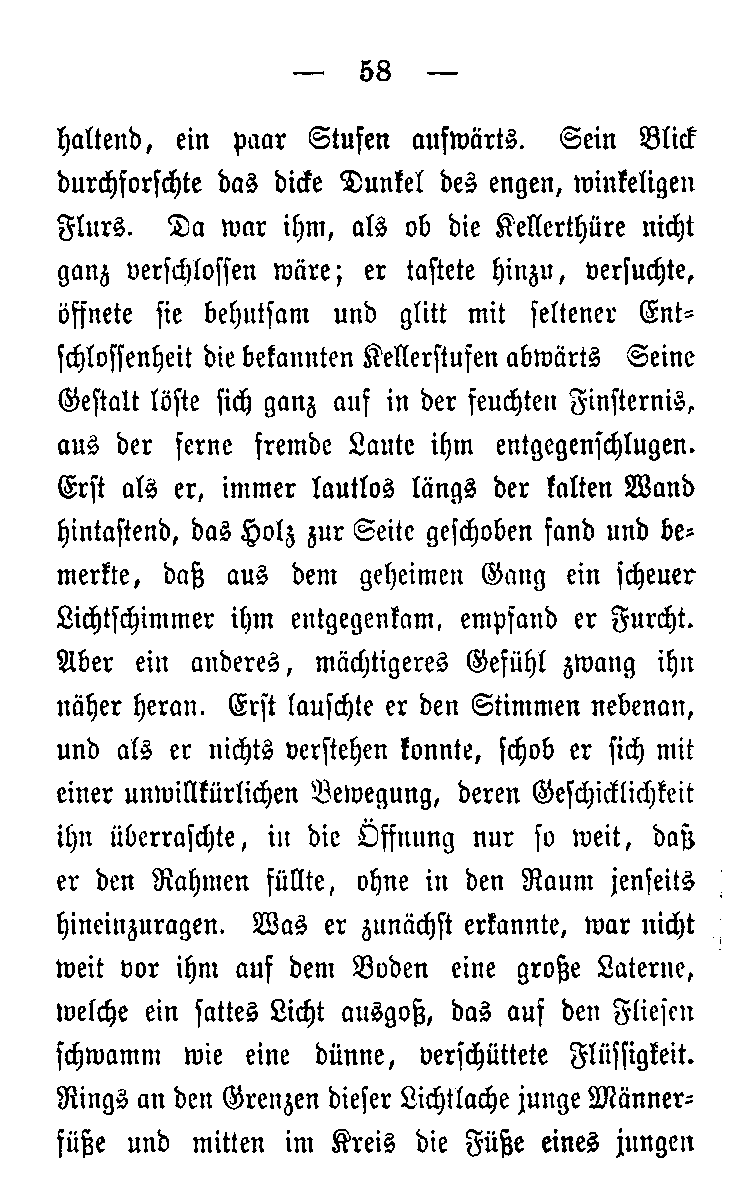 — 58 —
haltend, ein paar Stufen aufwärts. Sein Blick
durchforschte das dicke Dunkel des engen, winkeligen
Flurs. Da war ihm, als ob die Kellerthüre nicht
ganz verschlossen wäre; er tastete hinzu, versuchte,
öffnete sie behutsam und glitt mit seltener Ent-
schlossenheit die bekannten Kellerstufen abwärts Seine
Gestalt löste sich ganz auf in der feuchten Finsternis,
aus der ferne fremde Laute ihm entgegenschlugen.
Erst als er, immer lautlos längs der kalten Wand
hintastend, das Holz zur Seite geschoben fand und be-
merkte, daß aus dem geheimen Gang ein scheuer
Lichtschimmer ihm entgegenkam, empfand er Furcht.
Aber ein anderes, mächtigeres Gefühl zwang ihn
näher heran. Erst lauschte er den Stimmen nebenan,
und als er nichts verstehen konnte, schob er sich mit
einer unwillkürlichen Bewegung, deren Geschicklichkeit
ihn überraschte, in die Öffnung nur so weit, daß
er den Rahmen füllte, ohne in den Raum jenseits
hineinzuragen. Was er zunächst erkannte, war nicht
weit vor ihm auf dem Boden eine große Laterne,
welche ein sattes Licht ausgoß, das auf den Fliesen
schwamm wie eine dünne, verschüttete Flüssigkeit.
Rings an den Grenzen dieser Lichtlache junge Männer-
füße und mitten im Kreis die Füße eines jungen